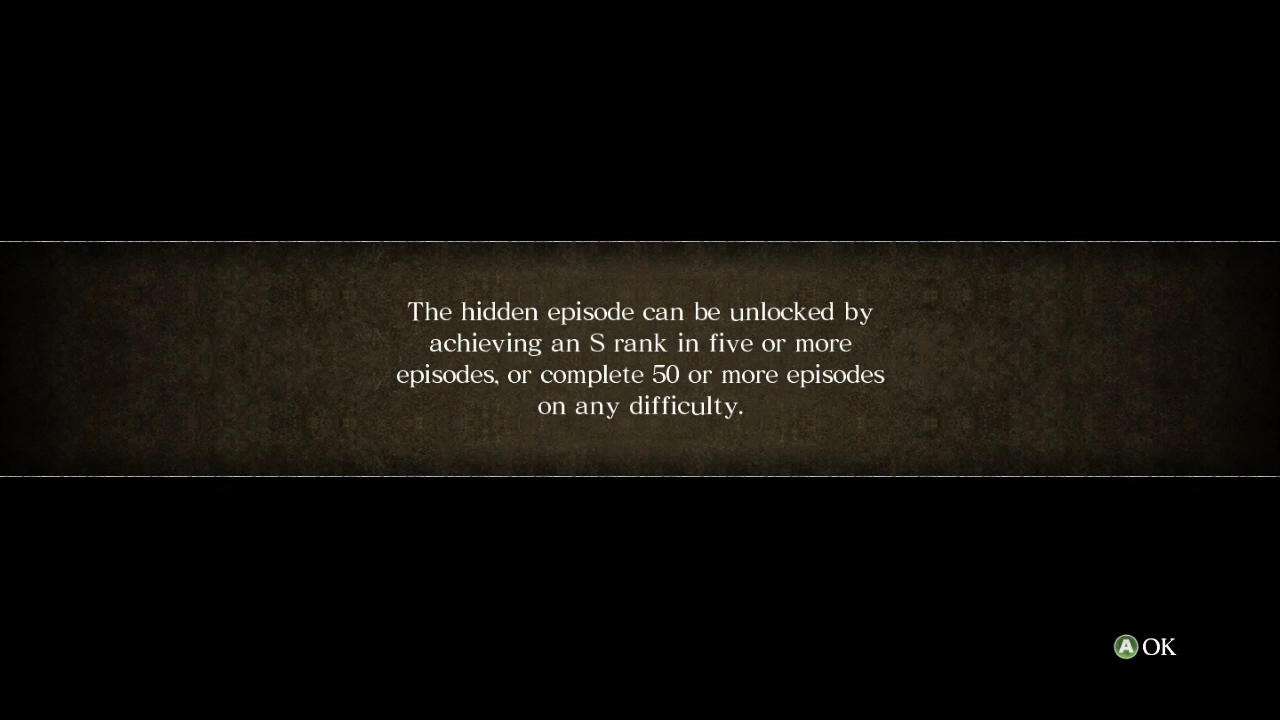 The hidden episode can be unlocked by
achieving an S rank in five or more
episodes, or complete 50 or more episodes
on any difficulty.
A OK